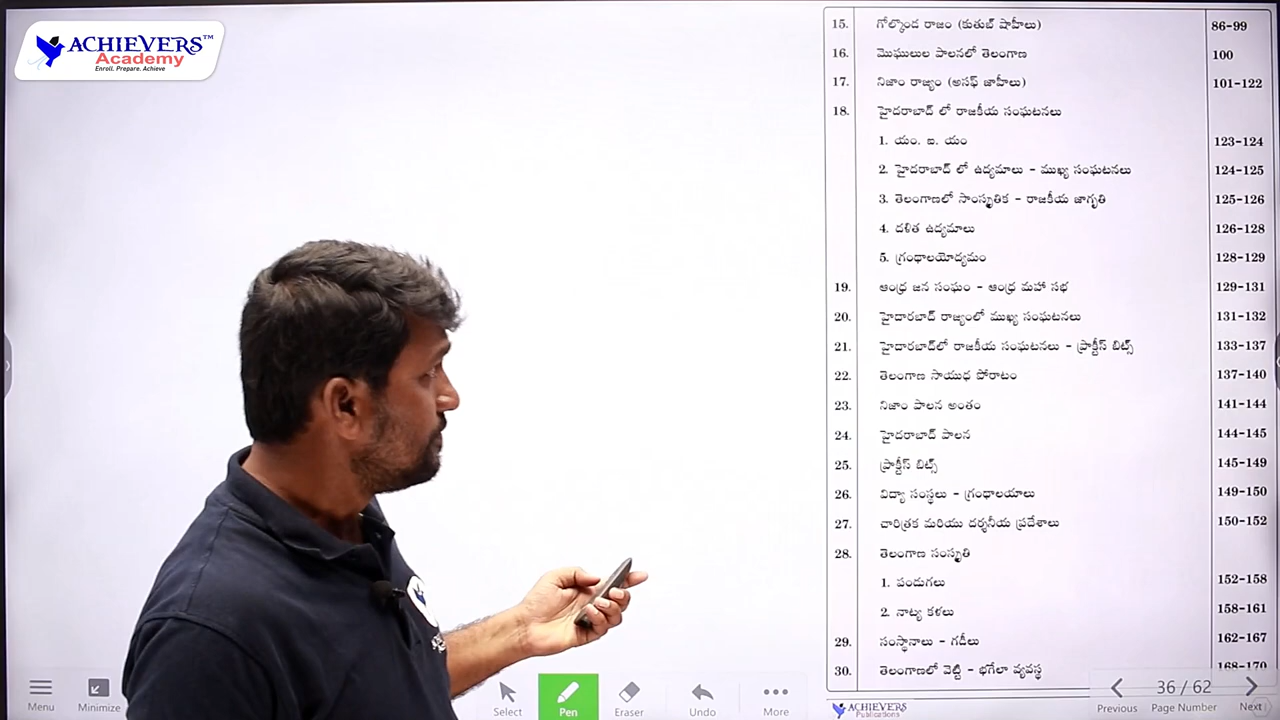 ACHIEVERS™
Academy
Enroll. Prepare. Achieve
15. గోల్కొండ రాజం (కుతుబ్ షాహీలు) 86-99
16. మొఘలుల పాలనలో తెలంగాణ 100
17. నిజాం రాజ్యం (అసఫ్ జాహీలు) 101-122
18. హైదరాబాద్ లో రాజకీయ సంఘటనలు
1. యం. ఐ. యం 123-124
2. హైదరాబాద్ లో ఉద్యమాలు - ముఖ్య సంఘటనలు 124-125
3. తెలంగాణలో సాంస్కృతిక - రాజకీయ జాగృతి 125-126
4. దళిత ఉద్యమాలు 126-128
5. గ్రంథాలయోద్యమం 128-129
19. ఆంధ్ర జన సంఘం - ఆంధ్ర మహా సభ 129-131
20. హైదారబాద్ రాజ్యంలో ముఖ్య సంఘటనలు 131-132
21. హైదారబాద్‌లో రాజకీయ సంఘటనలు - ప్రాక్టీస్ బిట్స్ 133-137
22. తెలంగాణ సాయుధ పోరాటం 137-140
23. నిజాం పాలన అంతం 141-144
24. హైదరాబాద్ పాలన 144-145
25. ప్రాక్టీస్ బిట్స్ 145-149
26. విద్యా సంస్థలు - గ్రంథాలయాలు 149-150
27. చారిత్రక మరియు దర్శనీయ ప్రదేశాలు 150-152
28. తెలంగాణ సంస్కృతి
1. పండుగలు 152-158
2. నాట్య కళలు 158-161
29. సంస్థానాలు - గడీలు 162-167
30. తెలంగాణలో వెట్టి - భగేలా వ్యవస్థ 168-170
ACHIEVERS
Publications
Menu Minimize Select Pen Eraser Undo More Previous Page Number Next
36 / 62